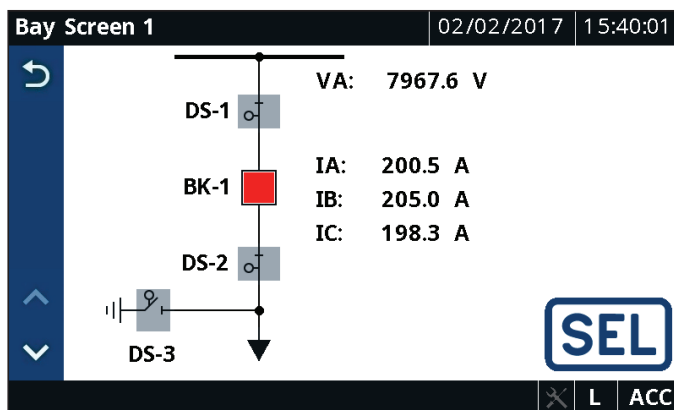 Bay Screen 1 02/02/2017 15:40:01
VA: 7967.6 V
DS-1
IA: 200.5 A
BK-1
IB: 205.0 A
IC: 198.3 A
DS-2
DS-3
SEL
L ACC